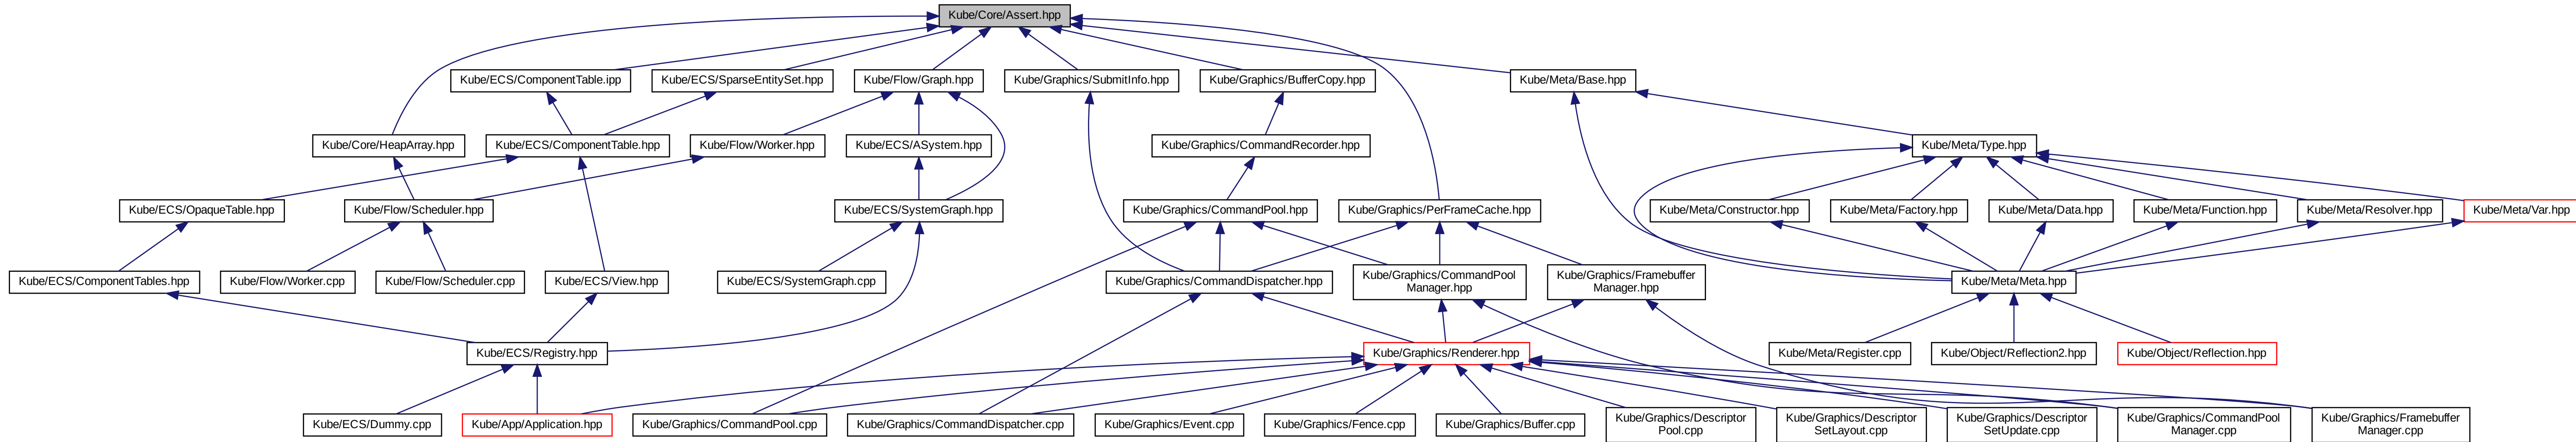 Kube/Core/Assert.hpp
Kube/ECS/ComponentTable.ipp
Kube/ECS/SparseEntitySet.hpp
Kube/Flow/Graph.hpp
Kube/Graphics/SubmitInfo.hpp
Kube/Graphics/BufferCopy.hpp
Kube/Meta/Base.hpp
Kube/Core/HeapArray.hpp
Kube/ECS/ComponentTable.hpp
Kube/Flow/Worker.hpp
Kube/ECS/ASystem.hpp
Kube/Graphics/CommandRecorder.hpp
Kube/Meta/Type.hpp
Kube/ECS/OpaqueTable.hpp
Kube/Flow/Scheduler.hpp
Kube/ECS/SystemGraph.hpp
Kube/Graphics/CommandPool.hpp
Kube/Graphics/PerFrameCache.hpp
Kube/Meta/Constructor.hpp
Kube/Meta/Factory.hpp
Kube/Meta/Data.hpp
Kube/Meta/Function.hpp
Kube/Meta/Resolver.hpp
Kube/Meta/Var.hpp
Kube/ECS/ComponentTables.hpp
Kube/Flow/Worker.cpp
Kube/Flow/Scheduler.cpp
Kube/ECS/View.hpp
Kube/ECS/SystemGraph.cpp
Kube/Graphics/CommandDispatcher.hpp
Kube/Graphics/CommandPool
Manager.hpp
Kube/Graphics/Framebuffer
Manager.hpp
Kube/Meta/Meta.hpp
Kube/ECS/Registry.hpp
Kube/Graphics/Renderer.hpp
Kube/Meta/Register.cpp
Kube/Object/Reflection2.hpp
Kube/Object/Reflection.hpp
Kube/ECS/Dummy.cpp
Kube/App/Application.hpp
Kube/Graphics/CommandPool.cpp
Kube/Graphics/CommandDispatcher.cpp
Kube/Graphics/Event.cpp
Kube/Graphics/Fence.cpp
Kube/Graphics/Buffer.cpp
Kube/Graphics/Descriptor
Pool.cpp
Kube/Graphics/Descriptor
SetLayout.cpp
Kube/Graphics/Descriptor
SetUpdate.cpp
Kube/Graphics/CommandPool
Manager.cpp
Kube/Graphics/Framebuffer
Manager.cpp